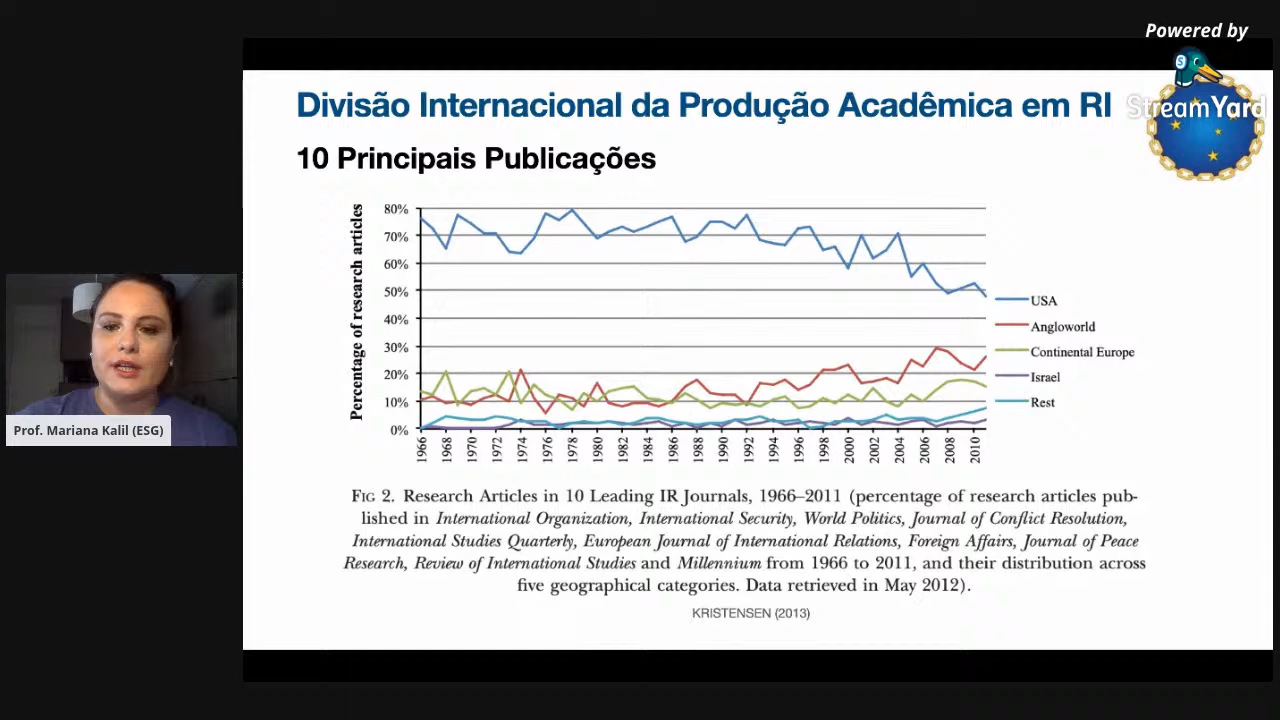 Powered by
StreamYard
Divisão Internacional da Produção Acadêmica em RI
10 Principais Publicações
Percentage of research articles
80%
70%
60%
50%
40%
30%
20%
10%
0%
1966
1968
1970
1972
1974
1976
1978
1980
1982
1984
1986
1988
1990
1992
1994
1996
1998
2000
2002
2004
2006
2008
2010
USA
Angloworld
Continental Europe
Israel
Rest
FIG 2. Research Articles in 10 Leading IR Journals, 1966–2011 (percentage of research articles pub-
lished in International Organization, International Security, World Politics, Journal of Conflict Resolution,
International Studies Quarterly, European Journal of International Relations, Foreign Affairs, Journal of Peace
Research, Review of International Studies and Millennium from 1966 to 2011, and their distribution across
five geographical categories. Data retrieved in May 2012).
KRISTENSEN (2013)
Prof. Mariana Kalil (ESG)